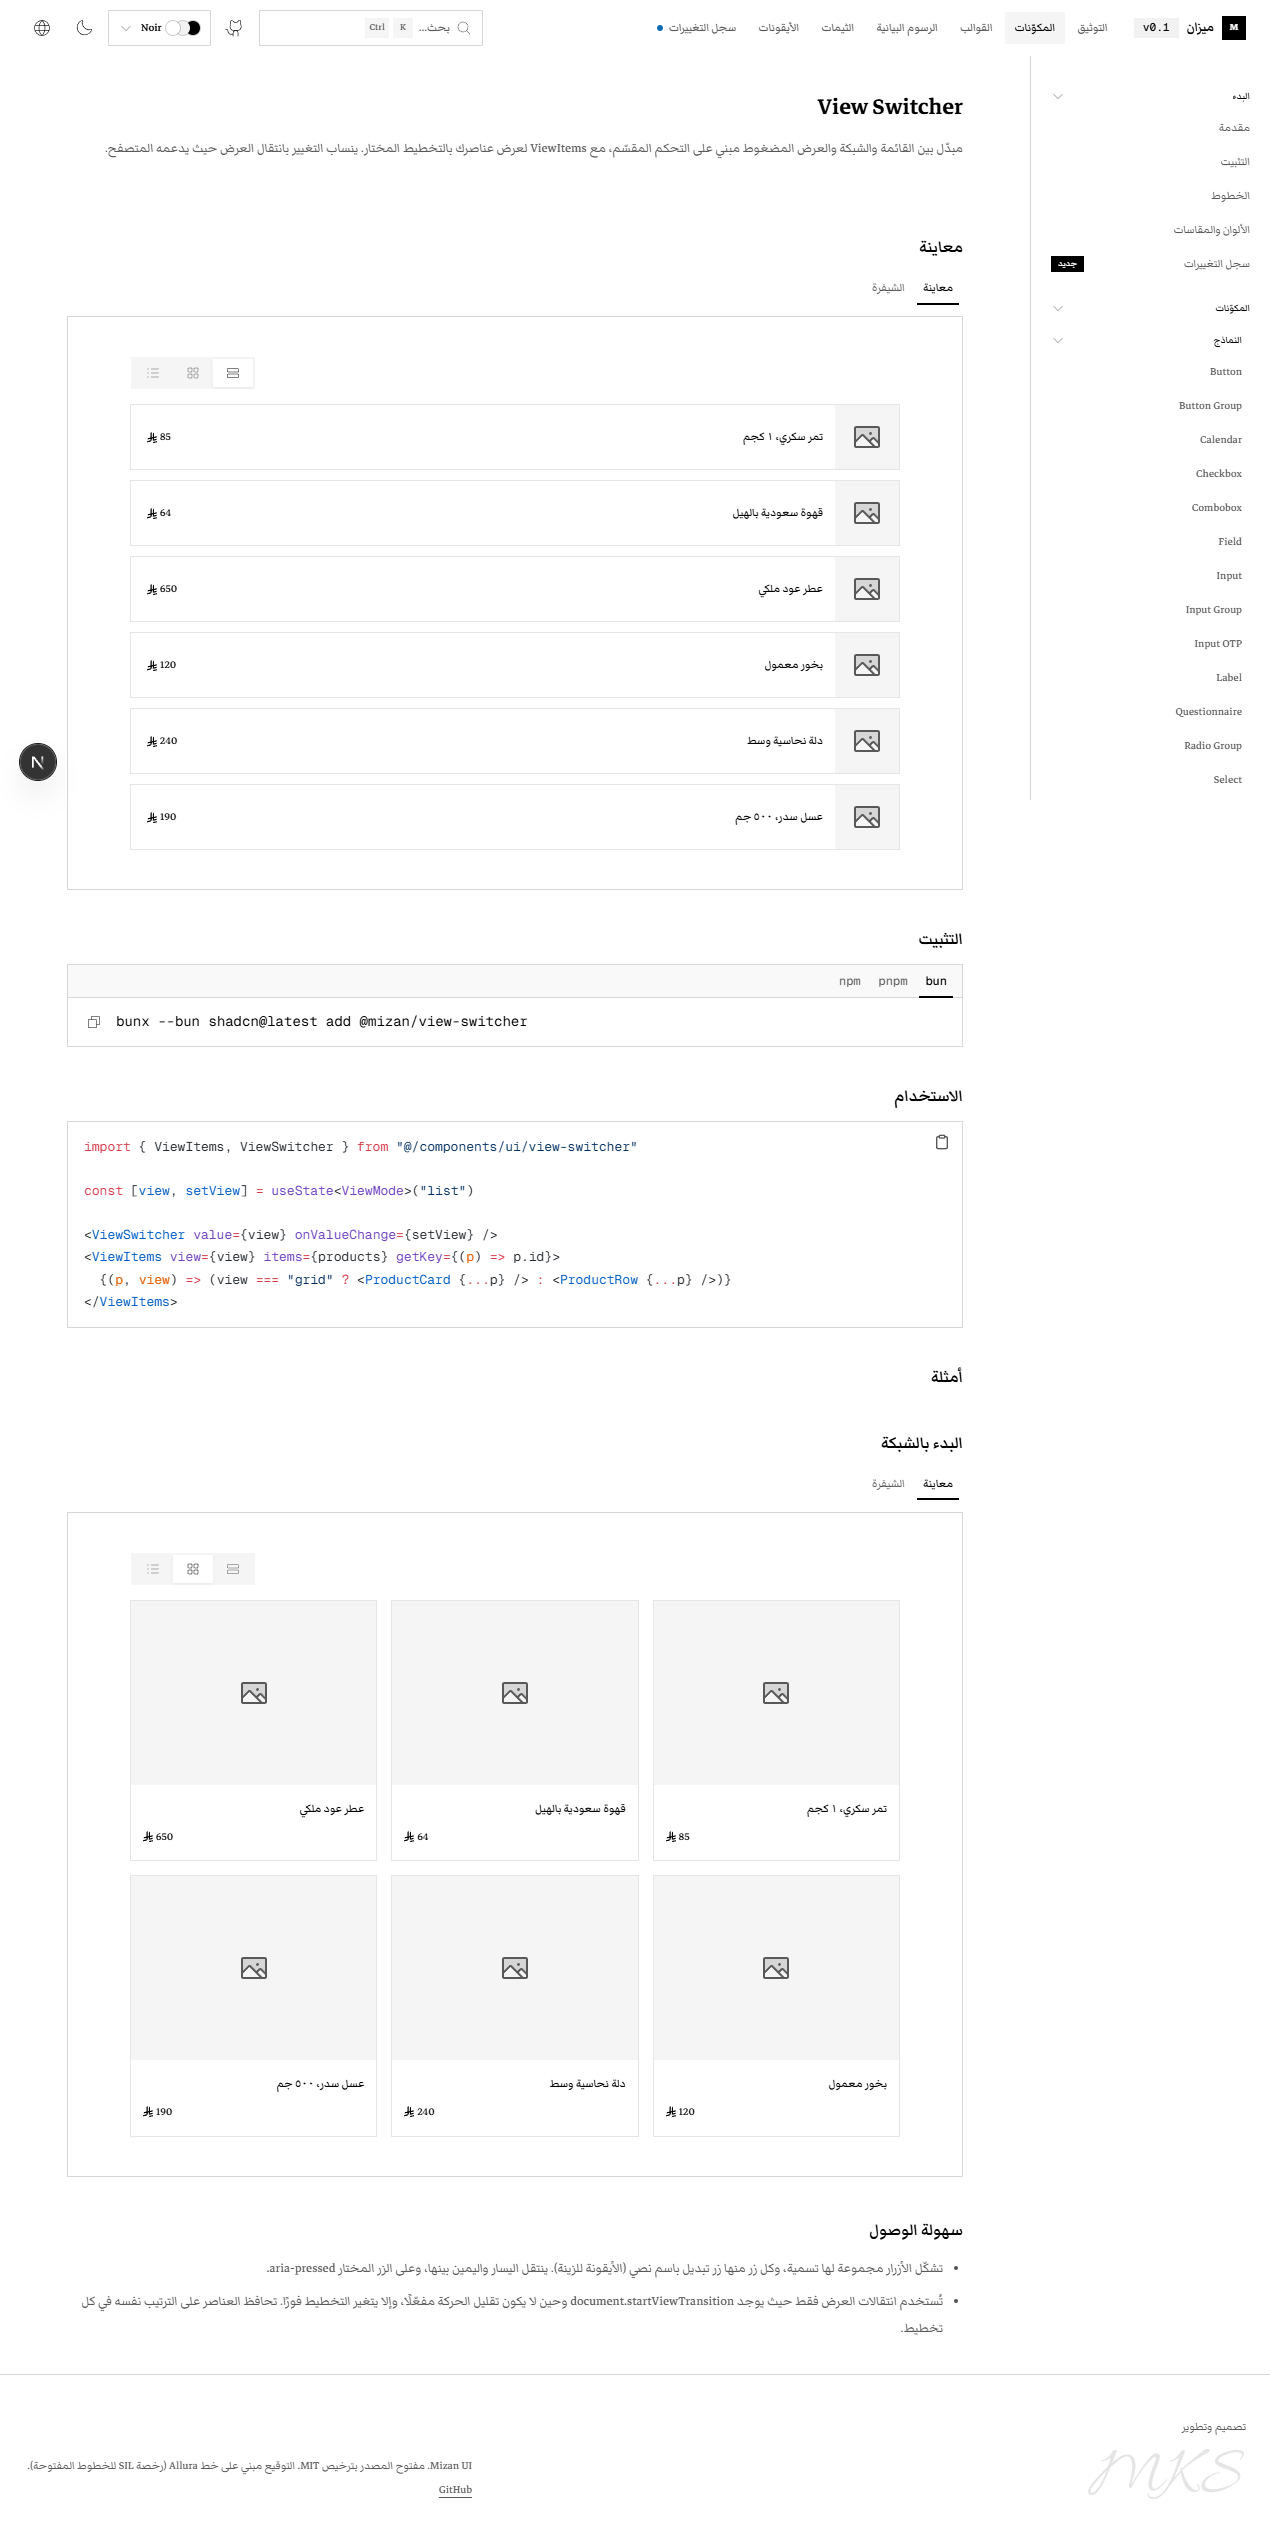 M ميزان v0.1 التوثيق المكوّنات القوالب الرسوم البيانية الثيمات الأيقونات سجل التغييرات بحث... K Ctrl Noir
البدء
مقدمة
التثبيت
الخطوط
الألوان والمقاسات
سجل التغييرات جديد
المكوّنات
النماذج
Button
Button Group
Calendar
Checkbox
Combobox
Field
Input
Input Group
Input OTP
Label
Questionnaire
Radio Group
Select
View Switcher
مبدّل بين القائمة والشبكة والعرض المضغوط مبني على التحكم المقسّم، مع ViewItems لعرض عناصرك بالتخطيط المختار. ينساب التغيير بانتقال العرض حيث يدعمه المتصفح.
معاينة
معاينة الشيفرة
تمر سكري، ١ كجم 85
قهوة سعودية بالهيل 64
عطر عود ملكي 650
بخور معمول 120
دلة نحاسية وسط 240
عسل سدر، ٥٠٠ جم 190
التثبيت
bun pnpm npm
bunx --bun shadcn@latest add @mizan/view-switcher
الاستخدام
import { ViewItems, ViewSwitcher } from "@/components/ui/view-switcher"
const [view, setView] = useState<ViewMode>("list")
<ViewSwitcher value={view} onValueChange={setView} />
<ViewItems view={view} items={products} getKey={(p) => p.id}>
{(p, view) => (view === "grid" ? <ProductCard {...p} /> : <ProductRow {...p} />)}
</ViewItems>
أمثلة
البدء بالشبكة
معاينة الشيفرة
تمر سكري، ١ كجم قهوة سعودية بالهيل عطر عود ملكي
85 64 650
بخور معمول دلة نحاسية وسط عسل سدر، ٥٠٠ جم
120 240 190
سهولة الوصول
تشكّل الأزرار مجموعة لها تسمية، وكل زر منها زر تبديل باسم نصي (الأيقونة للزينة). ينتقل اليسار واليمين بينها، وعلى الزر المختار aria-pressed.
تُستخدم انتقالات العرض فقط حيث يوجد document.startViewTransition وحين لا يكون تقليل الحركة مفعّلًا، وإلا يتغير التخطيط فورًا. تحافظ العناصر على الترتيب نفسه في كل
تخطيط.
تصميم وتطوير
MKS
Mizan UI. مفتوح المصدر بترخيص MIT. التوقيع مبني على خط Allura (رخصة SIL للخطوط المفتوحة).
GitHub